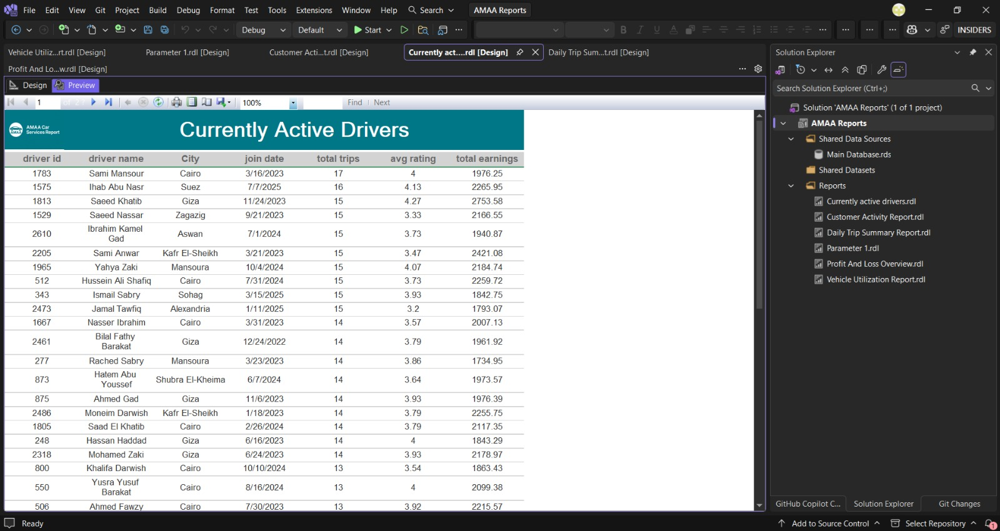 File Edit View Git Project Build Debug Format Test Tools Extensions Window Help Search AMAA Reports
Debug Default Start INSIDERS
Vehicle Utiliz...rt.rdl [Design] Parameter 1.rdl [Design] Customer Acti...t.rdl [Design] Currently act....rdl [Design] Daily Trip Sum...t.rdl [Design]
Profit And Lo...w.rdl [Design]
Design Preview
1 of 2 ? 100% Find Next
AMAA Car
Services Report
AMAA
Currently Active Drivers
driver id driver name City join date total trips avg rating total earnings
1783 Sami Mansour Cairo 3/16/2023 17 4 1976.25
1575 Ihab Abu Nasr Suez 7/7/2025 16 4.13 2265.95
1813 Saeed Khatib Giza 11/24/2023 15 4.27 2753.58
1529 Saeed Nassar Zagazig 9/21/2023 15 3.33 2166.55
2610 Ibrahim Kamel Gad Aswan 7/1/2024 15 3.73 1940.87
2205 Sami Anwar Kafr El-Sheikh 3/21/2023 15 3.47 2421.08
1965 Yahya Zaki Mansoura 10/4/2024 15 4.07 2184.74
512 Hussein Ali Shafiq Cairo 7/31/2024 15 3.73 2259.72
343 Ismail Sabry Sohag 3/15/2025 15 3.93 1842.75
2473 Jamal Tawfiq Alexandria 1/11/2025 15 3.2 1793.07
1667 Nasser Ibrahim Cairo 3/31/2023 14 3.57 2007.13
2461 Bilal Fathy Barakat Giza 12/24/2022 14 3.79 1961.92
277 Rached Sabry Mansoura 3/23/2023 14 3.86 1734.95
873 Hatem Abu Youssef Shubra El-Kheima 6/7/2024 14 3.64 1973.57
875 Ahmed Gad Giza 11/6/2023 14 3.93 1976.39
2486 Moneim Darwish Kafr El-Sheikh 1/18/2023 14 3.79 2255.75
1805 Saad El Khatib Cairo 2/26/2024 14 3.79 2117.35
248 Hassan Haddad Giza 6/16/2023 14 4 1843.29
2318 Mohamed Zaki Giza 6/24/2023 14 3.93 2178.97
800 Khalifa Darwish Cairo 10/10/2024 13 3.54 1863.43
550 Yusra Yusuf Barakat Cairo 8/16/2024 13 4 2099.38
506 Ahmed Fawzy Cairo 7/30/2023 13 3.92 2215.57
Solution Explorer
Search Solution Explorer (Ctrl+;)
Solution 'AMAA Reports' (1 of 1 project)
AMAA Reports
Shared Data Sources
Main Database.rds
Shared Datasets
Reports
Currently active drivers.rdl
Customer Activity Report.rdl
Daily Trip Summary Report.rdl
Parameter 1.rdl
Profit And Loss Overview.rdl
Vehicle Utilization Report.rdl
GitHub Copilot C... Solution Explorer Git Changes
Ready Add to Source Control Select Repository 1